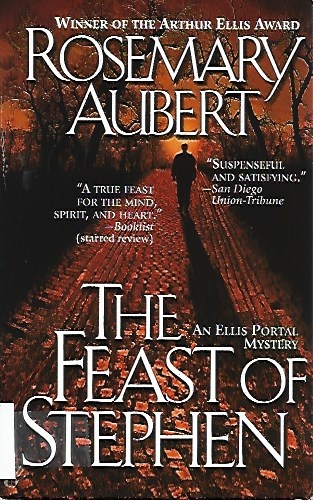 WINNER OF THE ARTHUR ELLIS AWARD
ROSEMARY
AUBERT
"SUSPENSEFUL
AND SATISFYING."
—San Diego
Union-Tribune
"A TRUE FEAST
FOR THE MIND,
SPIRIT, AND HEART."
—Booklist
(starred review)
THE
AN ELLIS PORTAL
MYSTERY
FEAST OF
STEPHEN